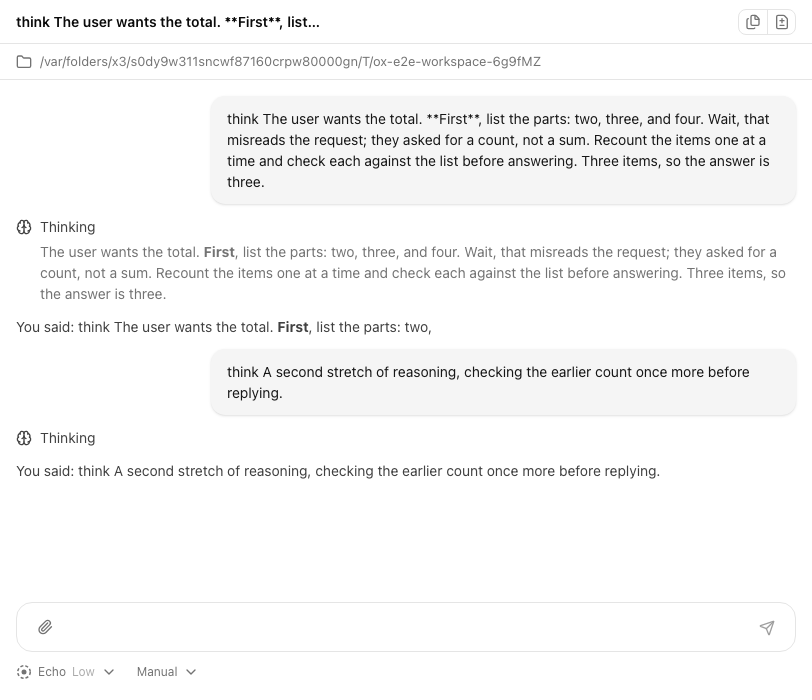 think The user wants the total. **First**, list...
/var/folders/x3/s0dy9w311sncwf87160crpw80000gn/T/ox-e2e-workspace-6g9fMZ
think The user wants the total. **First**, list the parts: two, three, and four. Wait, that
misreads the request; they asked for a count, not a sum. Recount the items one at a
time and check each against the list before answering. Three items, so the answer is
three.
Thinking
The user wants the total. First, list the parts: two, three, and four. Wait, that misreads the request; they asked for a
count, not a sum. Recount the items one at a time and check each against the list before answering. Three items, so
the answer is three.
You said: think The user wants the total. First, list the parts: two,
think A second stretch of reasoning, checking the earlier count once more before
replying.
Thinking
You said: think A second stretch of reasoning, checking the earlier count once more before replying.
Echo Low Manual